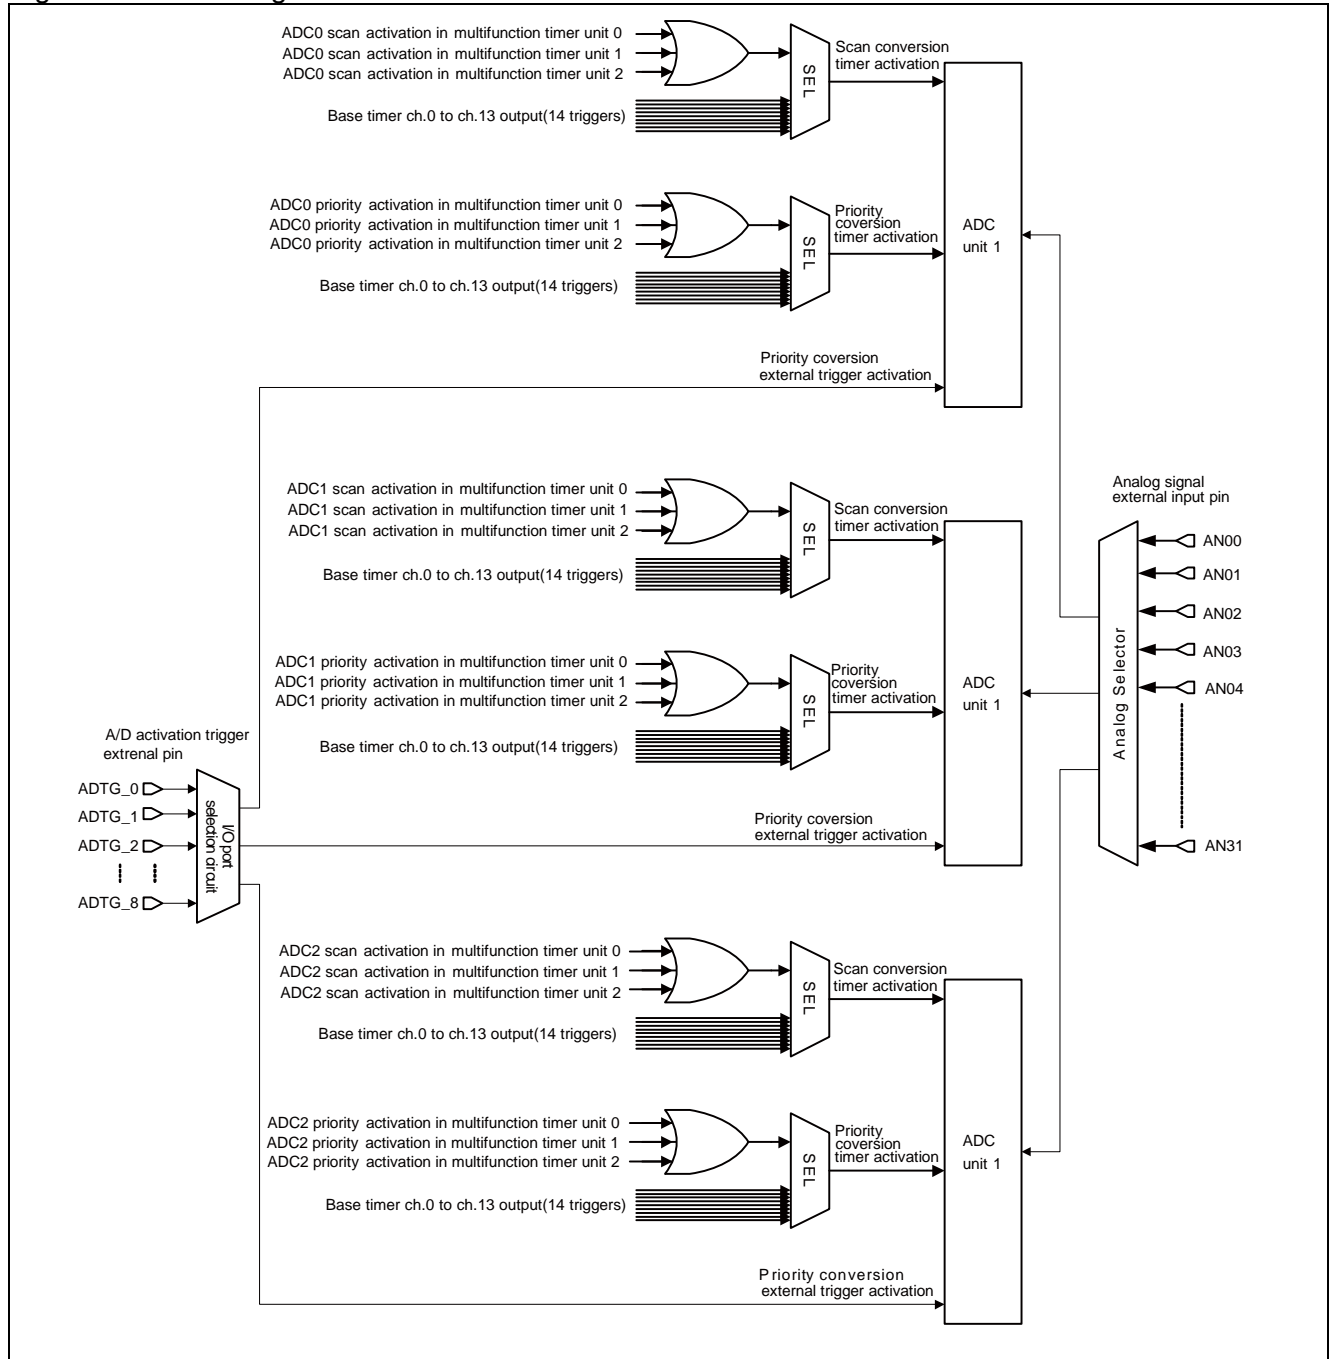 ADC0 scan activation in multifunction timer unit 0
ADC0 scan activation in multifunction timer unit 1
ADC0 scan activation in multifunction timer unit 2
Base timer ch.0 to ch.13 output(14 triggers)
SEL
Scan conversion
timer activation
ADC0 priority activation in multifunction timer unit 0
ADC0 priority activation in multifunction timer unit 1
ADC0 priority activation in multifunction timer unit 2
Base timer ch.0 to ch.13 output(14 triggers)
SEL
Priority
coversion
timer activation
ADC
unit 1
Priority coversion
external trigger activation
ADC1 scan activation in multifunction timer unit 0
ADC1 scan activation in multifunction timer unit 1
ADC1 scan activation in multifunction timer unit 2
Base timer ch.0 to ch.13 output(14 triggers)
SEL
Scan conversion
timer activation
Analog signal
external input pin
AN00
AN01
AN02
AN03
AN04
AN31
Analog Selector
ADC1 priority activation in multifunction timer unit 0
ADC1 priority activation in multifunction timer unit 1
ADC1 priority activation in multifunction timer unit 2
Base timer ch.0 to ch.13 output(14 triggers)
SEL
Priority
coversion
timer activation
ADC
unit 1
A/D activation trigger
extrenal pin
ADTG_0
ADTG_1
ADTG_2
ADTG_8
I/O port
selection circuit
Priority coversion
external trigger activation
ADC2 scan activation in multifunction timer unit 0
ADC2 scan activation in multifunction timer unit 1
ADC2 scan activation in multifunction timer unit 2
Base timer ch.0 to ch.13 output(14 triggers)
SEL
Scan conversion
timer activation
ADC2 priority activation in multifunction timer unit 0
ADC2 priority activation in multifunction timer unit 1
ADC2 priority activation in multifunction timer unit 2
Base timer ch.0 to ch.13 output(14 triggers)
SEL
Priority
coversion
timer activation
ADC
unit 1
Priority conversion
external trigger activation